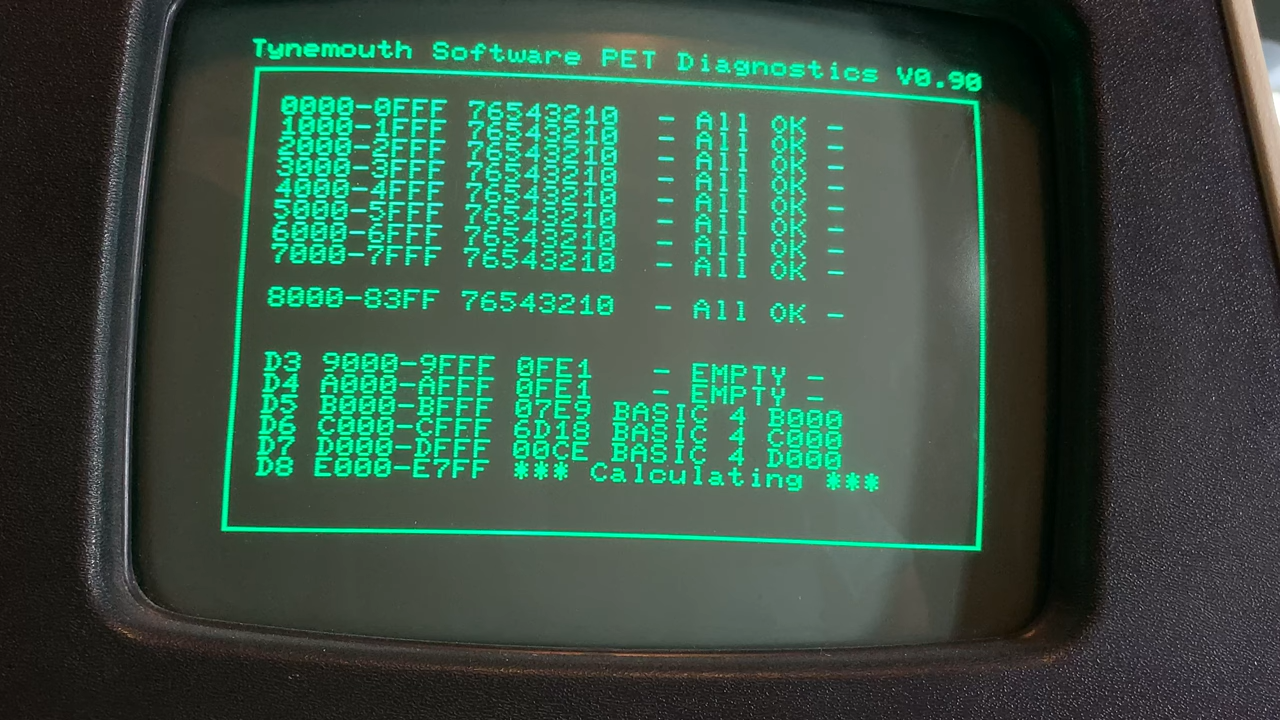 Tynemouth Software PET Diagnostics V0.90
0000-0FFF 76543210 - All OK -
1000-1FFF 76543210 - All OK -
2000-2FFF 76543210 - All OK -
3000-3FFF 76543210 - All OK -
4000-4FFF 76543210 - All OK -
5000-5FFF 76543210 - All OK -
6000-6FFF 76543210 - All OK -
7000-7FFF 76543210 - All OK -
8000-83FF 76543210 - All OK -
D3 9000-9FFF 0FE1 - EMPTY -
D4 A000-AFFF 0FE1 - EMPTY -
D5 B000-BFFF 07E9 BASIC 4 B000
D6 C000-CFFF 6D18 BASIC 4 C000
D7 D000-DFFF 00CE BASIC 4 D000
D8 E000-E7FF *** Calculating ***